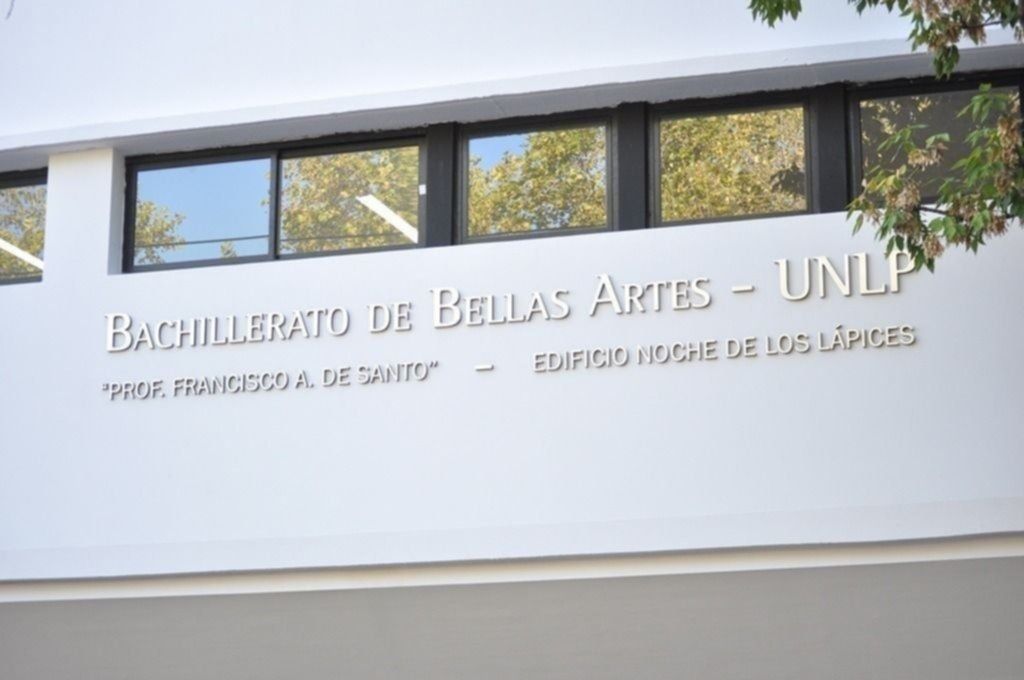 BACHILLERATO DE BELLAS ARTES - UNLP
"PROF. FRANCISCO A. DE SANTO" - EDIFICIO NOCHE DE LOS LÁPICES